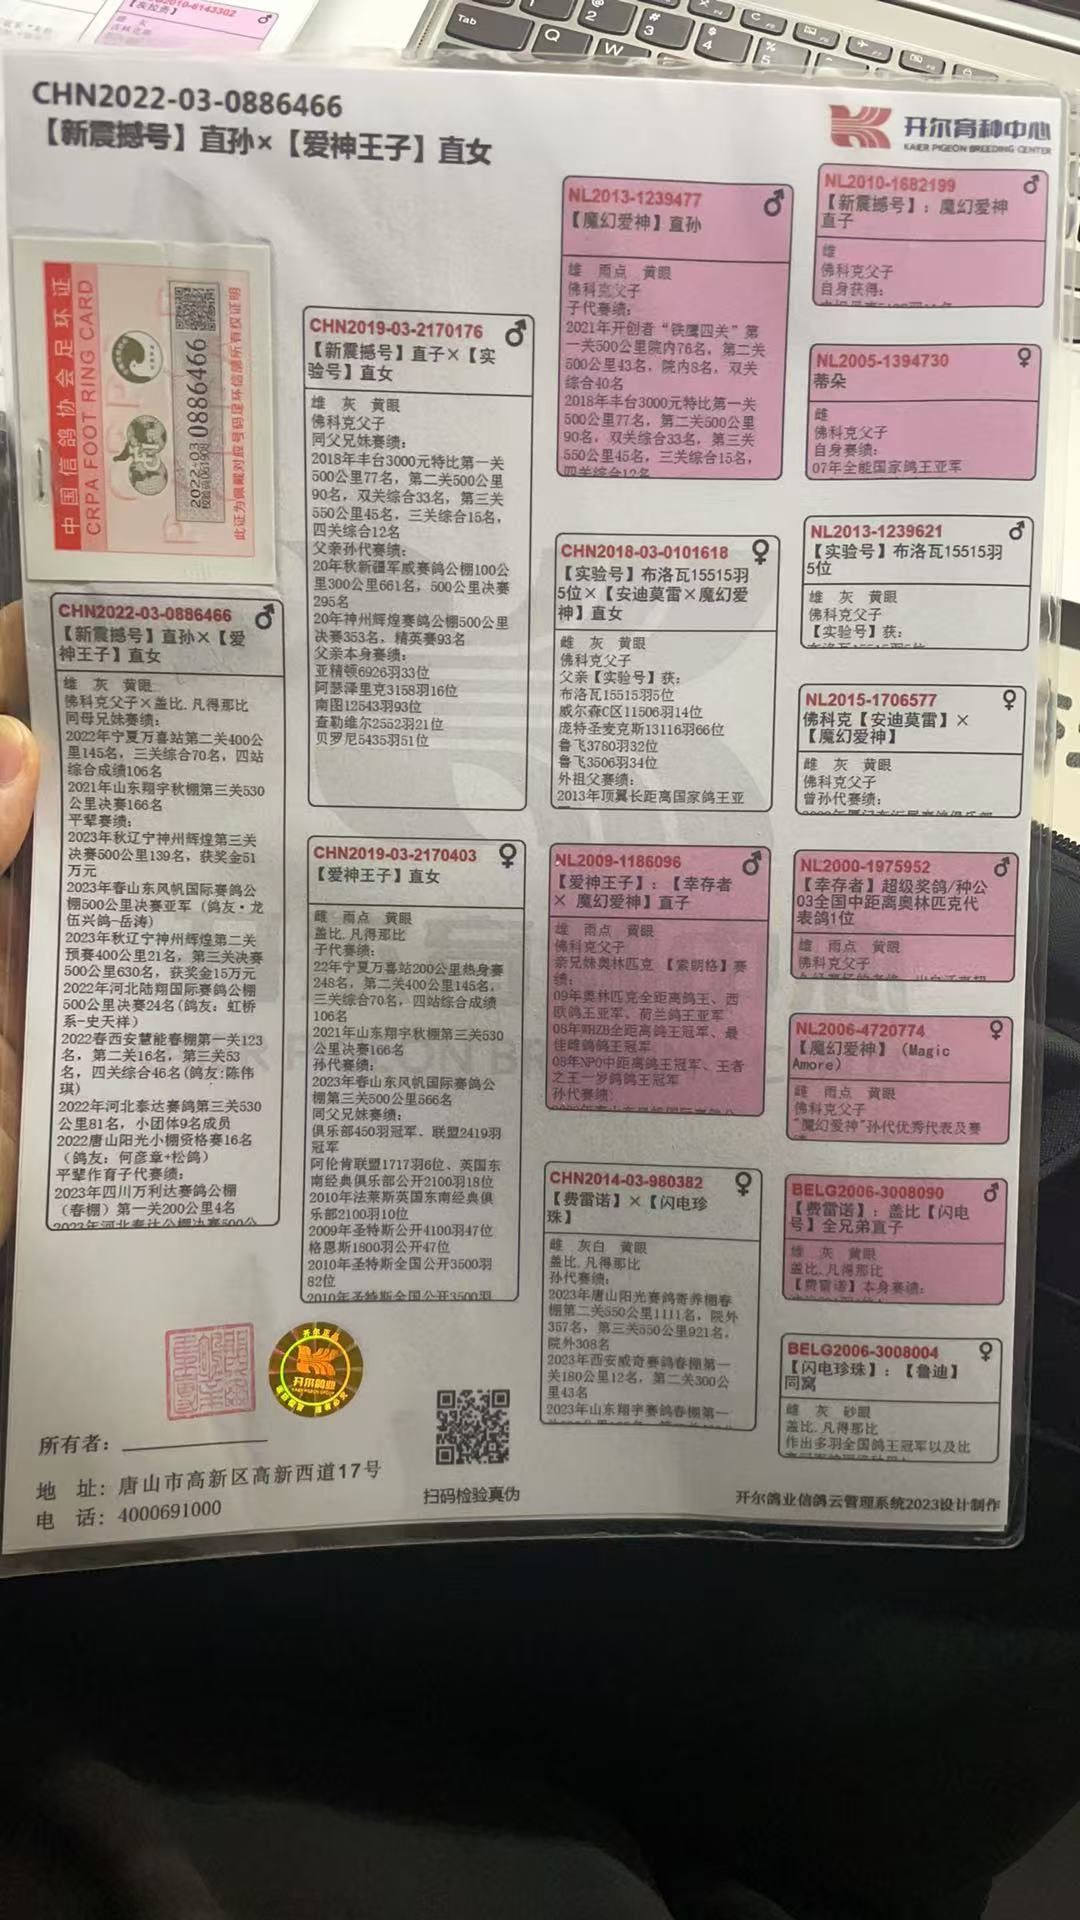 CHN2022-03-0886466
【新震撼号】直孙×【爱神王子】直女
开尔育种中心
KAIER PIGEON BREEDING CENTER
中国信鸽协会足环证
CRPA FOOT RING CARD
2022-03 0886466
此证为佩戴对应号码足环信鸽所有权证明
CHN2022-03-0886466 ♂
【新震撼号】直孙×【爱
神王子】直女
雄 灰 黄眼
佛科克父子×盖比.凡得那比
同母兄妹赛绩:
2022年宁夏万喜站第二关400公
里145名，三关综合70名，四站
综合成绩106名
2021年山东翔宇秋棚第三关530
公里决赛166名
平辈赛绩:
2023年秋辽宁神州辉煌第三关
决赛500公里139名，获奖金51
万元
2023年春山东风帆国际赛鸽公
棚500公里决赛亚军（鸽友·龙
伍兴鸽-岳涛）
2023年秋辽宁神州辉煌第二关
预赛400公里21名，第三关决赛
500公里630名，获奖金15万元
2022年河北陆翔国际赛鸽公棚
500公里决赛24名(鸽友：虹桥
系-史天样)
2022春西安慧能春棚第一关123
名，第二关16名，第三关53
名，四关综合46名(鸽友:陈伟
琪)
2022年河北泰达赛鸽第三关530
公里81名，小团体9名成员
2022唐山阳光小棚资格赛16名
（鸽友：何彦章+松鸽）
平辈作育子代赛绩:
2023年四川万利达赛鸽公棚
（春棚）第一关200公里4名
2023年河北泰达公棚决赛500公
CHN2019-03-2170176 ♂
【新震撼号】直子×【实
验号】直女
雄 灰 黄眼
佛科克父子
同父兄妹赛绩:
2018年丰台3000元特比第一关
500公里77名，第二关500公里
90名，双关综合33名，第三关
550公里45名，三关综合15名，
四关综合12名
父亲孙代赛绩:
20年秋新疆军威赛鸽公棚100公
里300公里661名，500公里决赛
295名
20年神州辉煌赛鸽公棚500公里
决赛353名，精英赛93名
父亲本身赛绩:
亚精顿6926羽33位
阿瑟泽里克3158羽16位
南图12543羽93位
查勒维尔2552羽21位
贝罗尼5435羽51位
CHN2019-03-2170403 ♀
【爱神王子】直女
雌 雨点 黄眼
盖比.凡得那比
子代赛绩:
22年宁夏万喜站200公里热身赛
248名，第二关400公里145名，
三关综合70名，四站综合成绩
106名
2021年山东翔宇秋棚第三关530
公里决赛166名
孙代赛绩:
2023年春山东风帆国际赛鸽公
棚第三关500公里566名
同父兄妹赛绩:
俱乐部450羽冠军、联盟2419羽
冠军
阿伦肯联盟1717羽6位、英国东
南经典俱乐部公开2100羽18位
2010年法莱斯英国东南经典俱
乐部2100羽10位
2009年圣特斯公开4100羽47位
格恩斯1800羽公开47位
2010年圣特斯全国公开3500羽
82位
2010年圣特斯全国公开3500羽
NL2013-1239477 ♂
【魔幻爱神】直孙
雄 雨点 黄眼
佛科克父子
子代赛绩:
2021年开创者“铁鹰四关”第
一关500公里院内76名，第二关
500公里43名，院内8名，双关
综合40名
2018年丰台3000元特比第一关
500公里77名，第二关500公里
90名，双关综合33名，第三关
550公里45名，三关综合15名，
四关综合12名
CHN2018-03-0101618 ♀
【实验号】布洛瓦15515羽
5位×【安迪莫雷×魔幻爱
神】直女
雌 灰 黄眼
佛科克父子
父亲【实验号】获:
布洛瓦15515羽5位
威尔森C区11506羽14位
庞特圣麦克斯13116羽66位
鲁飞3780羽32位
鲁飞3506羽34位
外祖父赛绩:
2013年顶翼长距离国家鸽王亚
NL2009-1186096 ♂
【爱神王子】:【幸存者
× 魔幻爱神】直子
雄 雨点 黄眼
佛科克父子
亲兄妹奥林匹克 【索朗格】赛
绩:
09年奥林匹克全距离鸽王、西
欧鸽王亚军、荷兰鸽王亚军
08年WHZB全距离鸽王冠军、最
佳雌鸽鸽王冠军
08年NPO中距离鸽王冠军、王者
之王一岁鸽鸽王冠军
孙代赛绩:
CHN2014-03-980382 ♀
【费雷诺】×【闪电珍
珠】
雌 灰白 黄眼
盖比.凡得那比
孙代赛绩:
2023年唐山阳光赛鸽寄养棚春
棚第二关550公里1111名，院外
357名，第三关550公里921名，
院外308名
2023年西安威奇赛鸽春棚第一
关180公里12名，第二关300公
里43名
2023年山东翔宇赛鸽春棚第一
NL2010-1682199 ♂
【新震撼号】: 魔幻爱神
直子
雄
佛科克父子
自身获得:
NL2005-1394730 ♀
蒂朵
雌
佛科克父子
自身赛绩:
07年全能国家鸽王亚军
NL2013-1239621 ♂
【实验号】布洛瓦15515羽
5位
雄 灰 黄眼
佛科克父子
【实验号】获:
布洛瓦15515羽5位
NL2015-1706577 ♀
佛科克【安迪莫雷】×
【魔幻爱神】
雌 灰 黄眼
佛科克父子
曾孙代赛绩:
NL2000-1975952 ♂
【幸存者】超级奖鸽/种公
03全国中距离奥林匹克代
表鸽1位
雄 雨点 黄眼
佛科克父子
NL2006-4720774 ♀
【魔幻爱神】（Magic
Amore）
雌 雨点 黄眼
佛科克父子
“魔幻爱神”孙代优秀代表及赛
BELG2006-3008090 ♂
【费雷诺】: 盖比【闪电
号】全兄弟直子
雄 灰 黄眼
盖比.凡得那比
【费雷诺】本身赛绩:
BELG2006-3008004 ♀
【闪电珍珠】:【鲁迪】
同窝
雌 灰 砂眼
盖比.凡得那比
作出多羽全国鸽王冠军以及比
开尔正品
开尔鸽业
所有者:
地 址: 唐山市高新区高新西道17号
电 话: 4000691000
扫码检验真伪
开尔鸽业信鸽云管理系统2023设计制作
Tab
Q
W